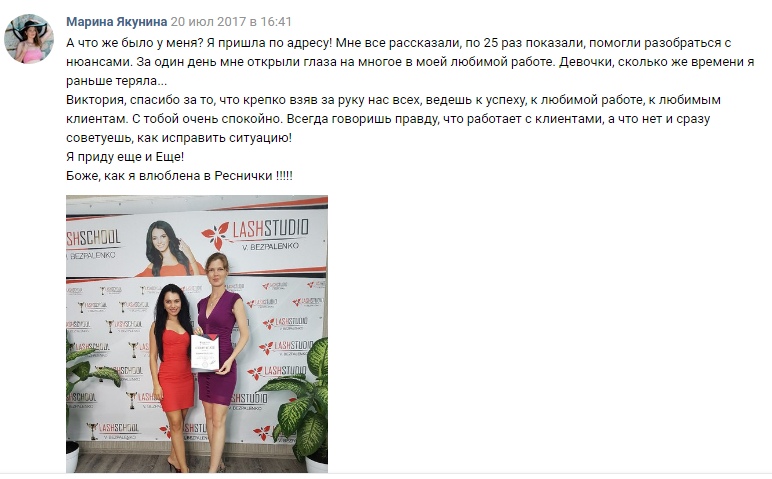 Марина Якунина 20 июл 2017 в 16:41
А что же было у меня? Я пришла по адресу! Мне все рассказали, по 25 раз показали, помогли разобраться с
нюансами. За один день мне открыли глаза на многое в моей любимой работе. Девочки, сколько же времени я
раньше теряла...
Виктория, спасибо за то, что крепко взяв за руку нас всех, ведешь к успеху, к любимой работе, к любимым
клиентам. С тобой очень спокойно. Всегда говоришь правду, что работает с клиентами, а что нет и сразу
советуешь, как исправить ситуацию!
Я приду еще и Еще!
Боже, как я влюблена в Реснички !!!!!
LASHSTUDIO
V. BEZPALENKO
ASHSCHOOL
BEZPALENKO
LASHSCHOOL
LASHSTUDIO
LASHSTUDIO
V. BEZPALENKO
LASHSTUDIO
LASHSTUDIO
V. BEZPALENKO
LASHSCHOOL
V. BEZPALENKO